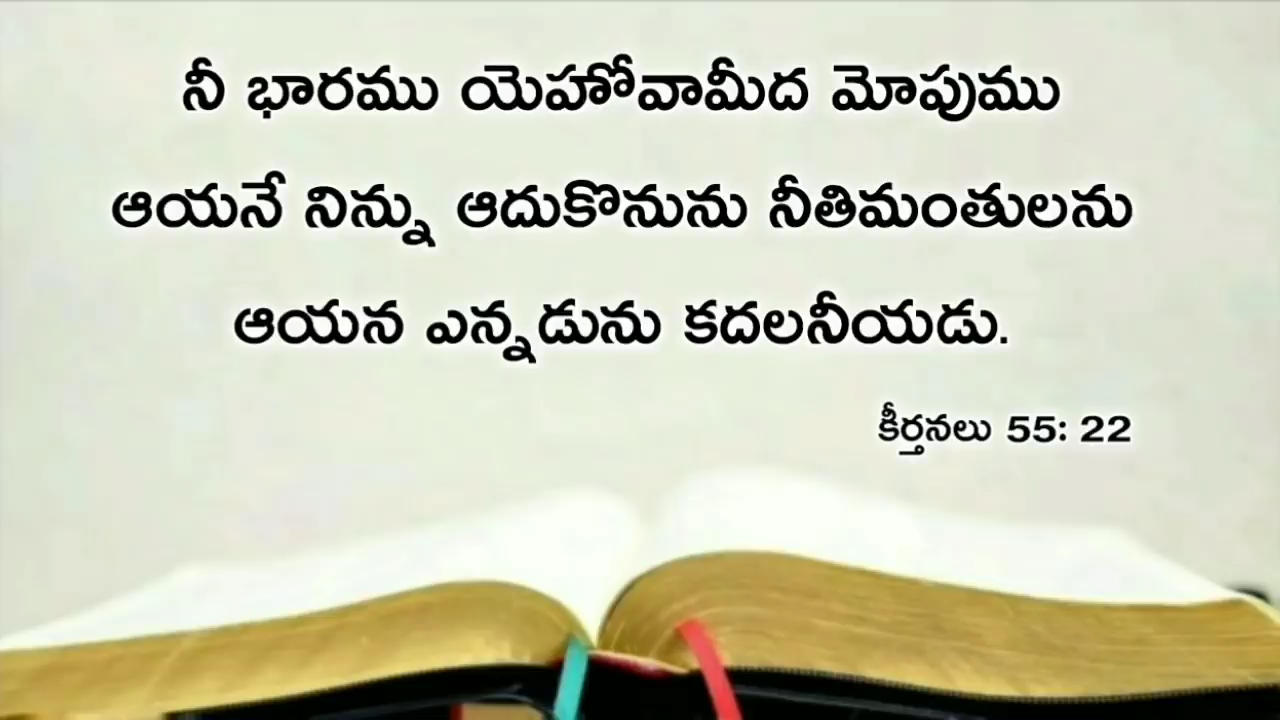 నీ భారము యెహోవామీద మోపుము
ఆయనే నిన్ను ఆదుకొనును నీతిమంతులను
ఆయన ఎన్నడును కదలనీయడు.
కీర్తనలు 55: 22